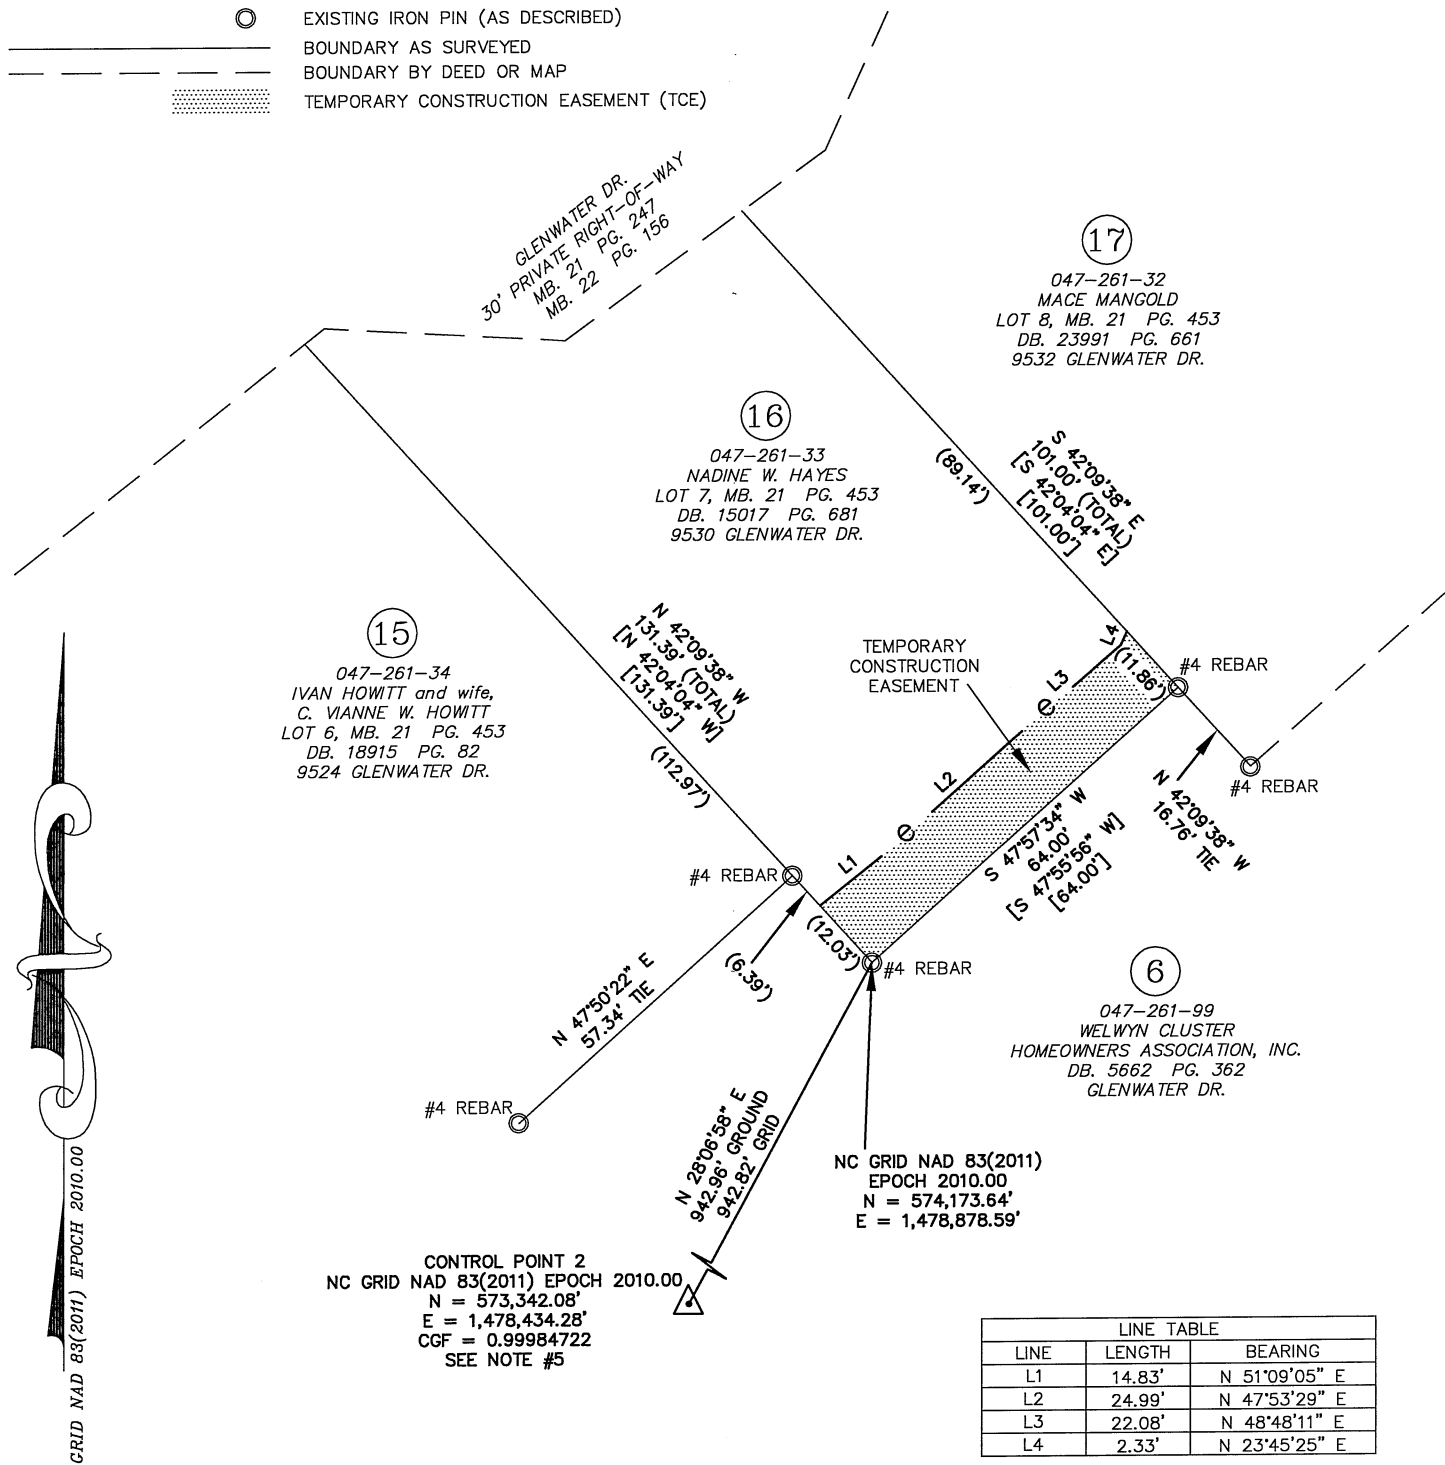 EXISTING IRON PIN (AS DESCRIBED)
BOUNDARY AS SURVEYED
BOUNDARY BY DEED OR MAP
TEMPORARY CONSTRUCTION EASEMENT (TCE)
GLENWATER DR.
30' PRIVATE RIGHT-OF-WAY
MB. 21 PG. 247
MB. 22 PG. 156
17
047-261-32
MACE MANGOLD
LOT 8, MB. 21 PG. 453
DB. 23991 PG. 661
9532 GLENWATER DR.
16
047-261-33
NADINE W. HAYES
LOT 7, MB. 21 PG. 453
DB. 15017 PG. 681
9530 GLENWATER DR.
(89.14')
S 42°09'38" E
101.00' (TOTAL)
[S 42°04'04" E]
[101.00']
15
047-261-34
IVAN HOWITT and wife,
C. VIANNE W. HOWITT
LOT 6, MB. 21 PG. 453
DB. 18915 PG. 82
9524 GLENWATER DR.
N 42°09'38" W
131.39' (TOTAL)
[N 42°04'04" W]
[131.39']
(112.97')
TEMPORARY
CONSTRUCTION
EASEMENT
L4
(11.86')
#4 REBAR
L3
e
L2
e
L1
#4 REBAR
N 42°09'38" W
16.76' TIE
S 47°57'34" W
64.00'
[S 47°55'56" W]
[64.00']
#4 REBAR
(12.03')
(6.39')
#4 REBAR
N 47°50'22" E
57.34' TIE
#4 REBAR
6
047-261-99
WELWYN CLUSTER
HOMEOWNERS ASSOCIATION, INC.
DB. 5662 PG. 362
GLENWATER DR.
N 28°06'58" E
942.96' GROUND
942.82' GRID
NC GRID NAD 83(2011)
EPOCH 2010.00
N = 574,173.64'
E = 1,478,878.59'
CONTROL POINT 2
NC GRID NAD 83(2011) EPOCH 2010.00
N = 573,342.08'
E = 1,478,434.28'
CGF = 0.99984722
SEE NOTE #5
GRID NAD 83(2011) EPOCH 2010.00
LINE TABLE
LINE LENGTH BEARING
L1 14.83' N 51°09'05" E
L2 24.99' N 47°53'29" E
L3 22.08' N 48°48'11" E
L4 2.33' N 23°45'25" E